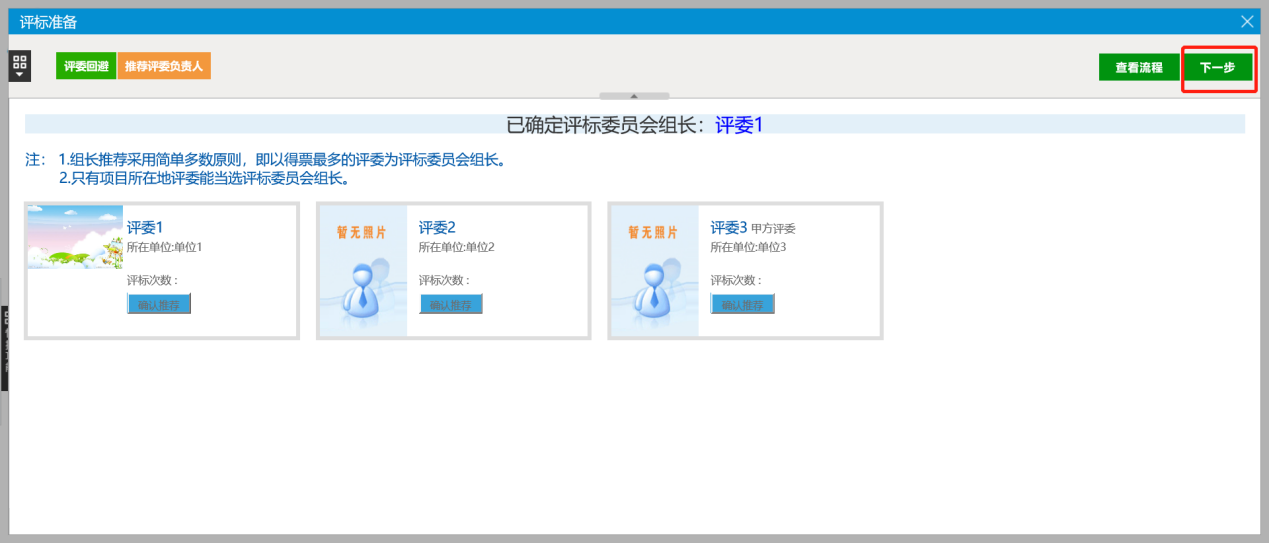 评标准备
评委回避 推荐评委负责人 查看流程 下一步
已确定评标委员会组长：评委1
注： 1.组长推荐采用简单多数原则，即以得票最多的评委为评标委员会组长。
2.只有项目所在地评委能当选评标委员会组长。
评委1
所在单位:单位1
评标次数：
确认推荐
暂无照片
评委2
所在单位:单位2
评标次数：
确认推荐
暂无照片
评委3 甲方评委
所在单位:单位3
评标次数：
确认推荐